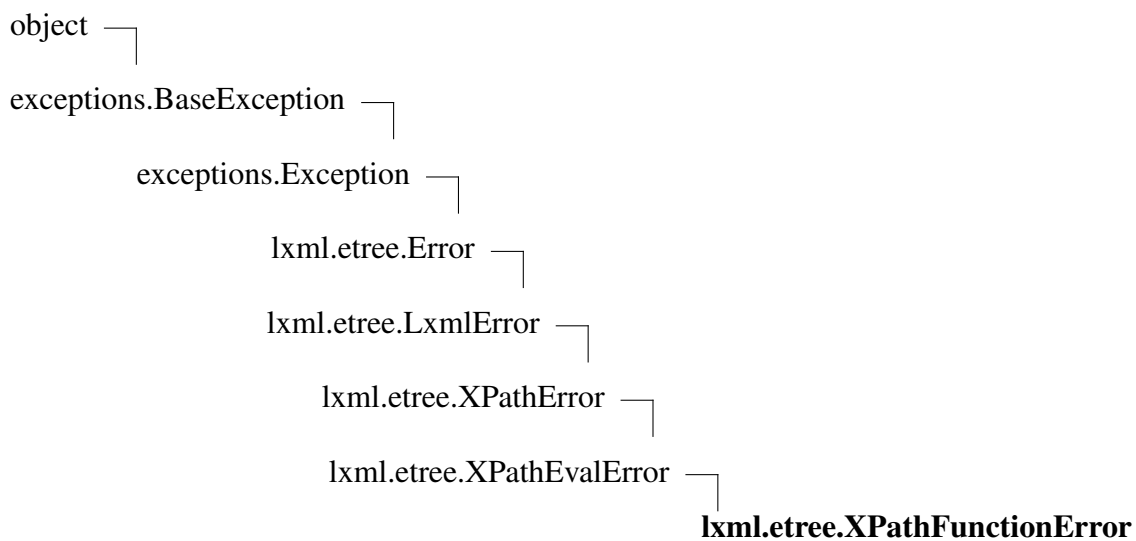 object
exceptions.BaseException
exceptions.Exception
lxml.etree.Error
lxml.etree.LxmlError
lxml.etree.XPathError
lxml.etree.XPathEvalError
lxml.etree.XPathFunctionError